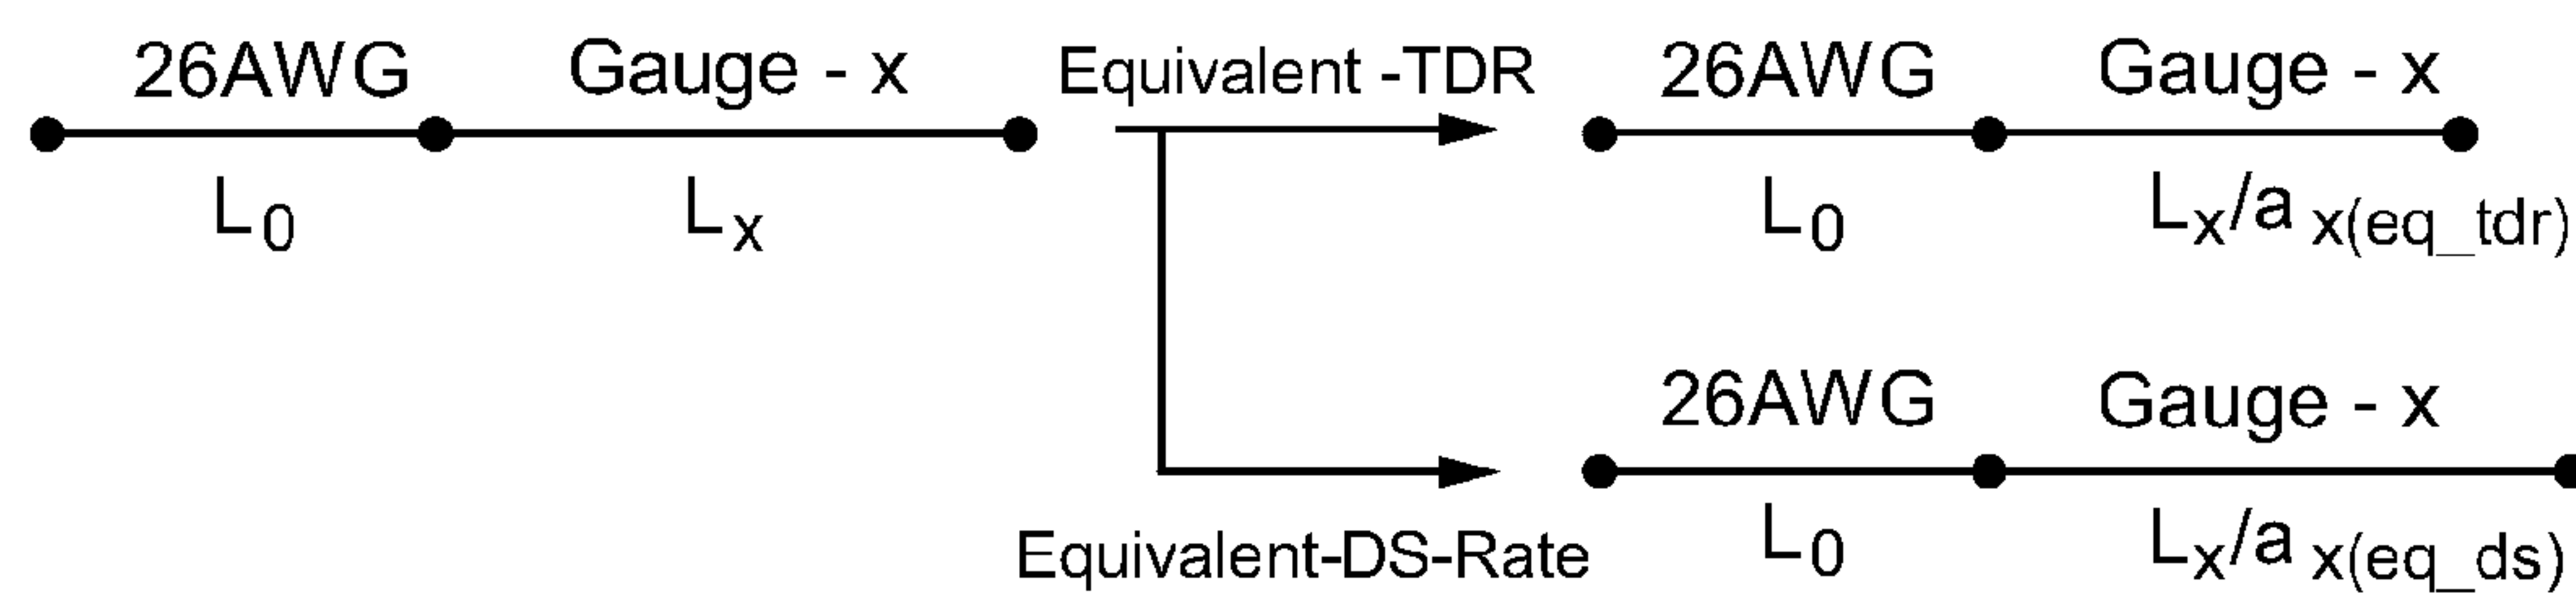 26AWG Gauge - x Equivalent -TDR 26AWG Gauge - x
L0 Lx L0 Lx/a x(eq_tdr)
26AWG Gauge - x
Equivalent-DS-Rate L0 Lx/a x(eq_ds)